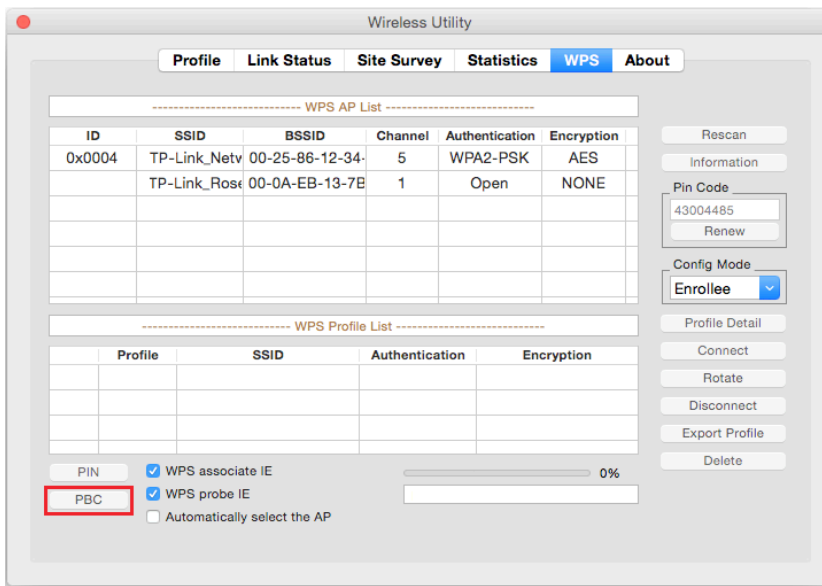 Wireless Utility
Profile Link Status Site Survey Statistics WPS About
---------------------------- WPS AP List ----------------------------
ID SSID BSSID Channel Authentication Encryption
0x0004 TP-Link_Netw 00-25-86-12-34- 5 WPA2-PSK AES
TP-Link_Rose 00-0A-EB-13-7B 1 Open NONE
Rescan
Information
Pin Code
43004485
Renew
Config Mode
Enrollee
---------------------------- WPS Profile List ----------------------------
Profile SSID Authentication Encryption
Profile Detail
Connect
Rotate
Disconnect
Export Profile
Delete
PIN WPS associate IE 0%
PBC WPS probe IE
Automatically select the AP